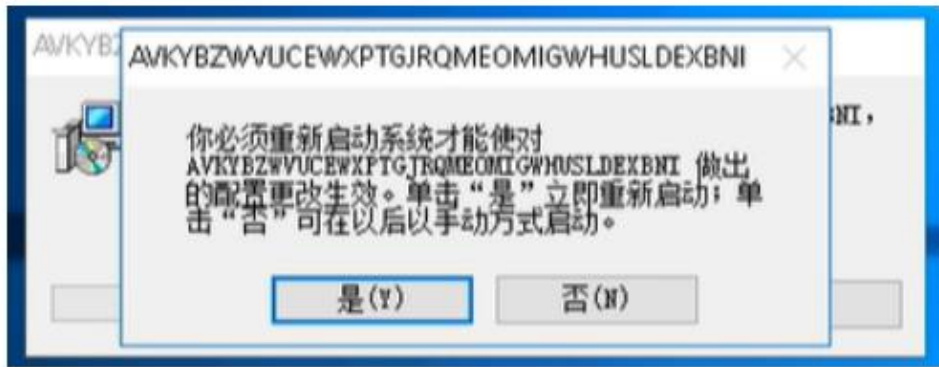 AVKYBZ
AVKYBZWVUCEWXPTGJRQMEOMIGWHUSLDEXBNI
BNI，
你必须重新启动系统才能使对
AVKYBZWVUCEWXPTGJRQMEOMIGWHUSLDEXBNI 做出
的配置更改生效。单击“是”立即重新启动；单
击“否”可在以后以手动方式启动。
是(Y)
否(N)